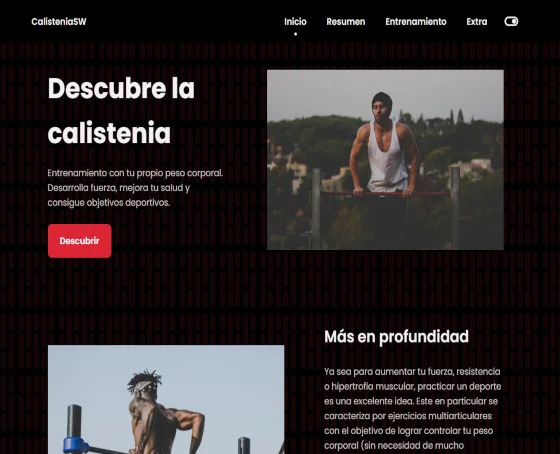 CalisteniaSW
Inicio
Resumen
Entrenamiento
Extra
Descubre la
calistenia
Entrenamiento con tu propio peso corporal.
Desarrolla fuerza, mejora tu salud y
consigue objetivos deportivos.
Descubrir
Más en profundidad
Ya sea para aumentar tu fuerza, resistencia
o hipertrofia muscular, practicar un deporte
es una excelente idea. Este en particular se
caracteriza por ejercicios multiarticulares
con el objetivo de lograr controlar tu peso
corporal (sin necesidad de mucho